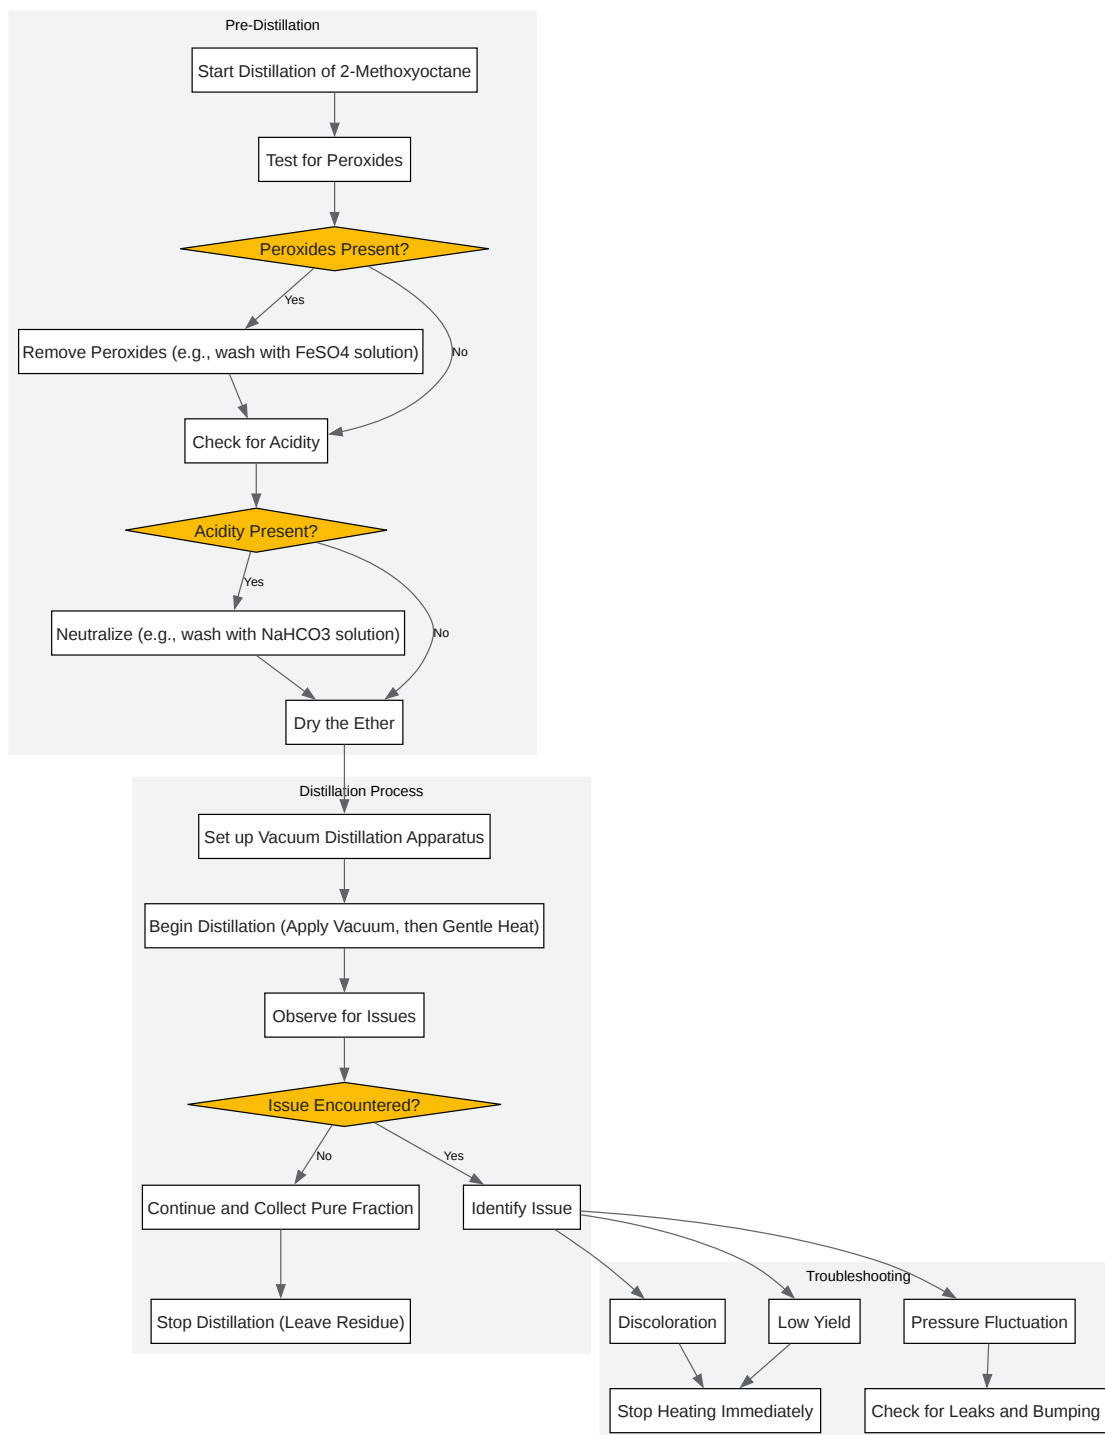 Pre-Distillation
Start Distillation of 2-Methoxyoctane
Test for Peroxides
Peroxides Present?
Yes
Remove Peroxides (e.g., wash with FeSO4 solution)
No
Check for Acidity
Acidity Present?
Yes
Neutralize (e.g., wash with NaHCO3 solution)
No
Dry the Ether
Distillation Process
Set up Vacuum Distillation Apparatus
Begin Distillation (Apply Vacuum, then Gentle Heat)
Observe for Issues
Issue Encountered?
No
Yes
Continue and Collect Pure Fraction
Identify Issue
Stop Distillation (Leave Residue)
Troubleshooting
Discoloration
Low Yield
Pressure Fluctuation
Stop Heating Immediately
Check for Leaks and Bumping